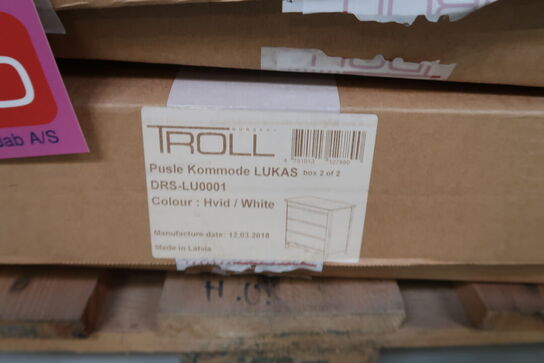 ab A/S
TROLL
NURSERY
Pusle Kommode LUKAS box 2 of 2
DRS-LU0001
Colour : Hvid / White
Manufacture date: 12.03.2018
Made in Latvia